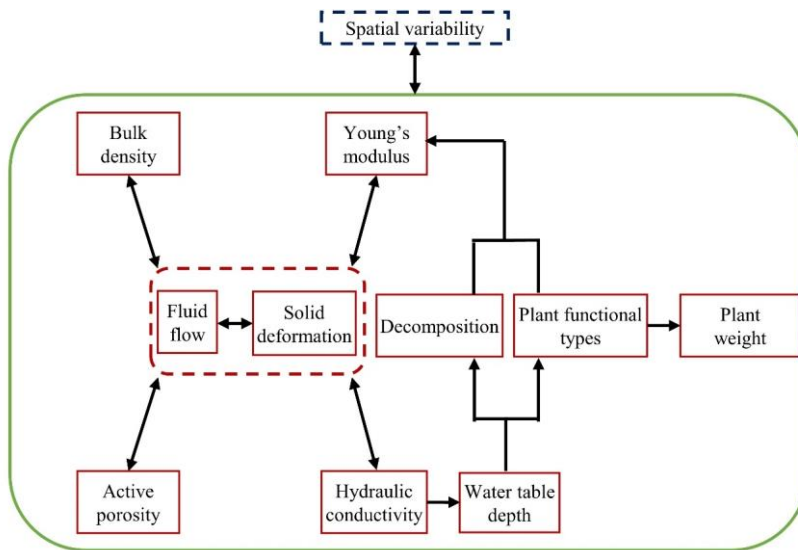 Spatial variability
Bulk
density
Young's
modulus
Fluid
flow
Solid
deformation
Decomposition
Plant functional
types
Plant
weight
Active
porosity
Hydraulic
conductivity
Water table
depth